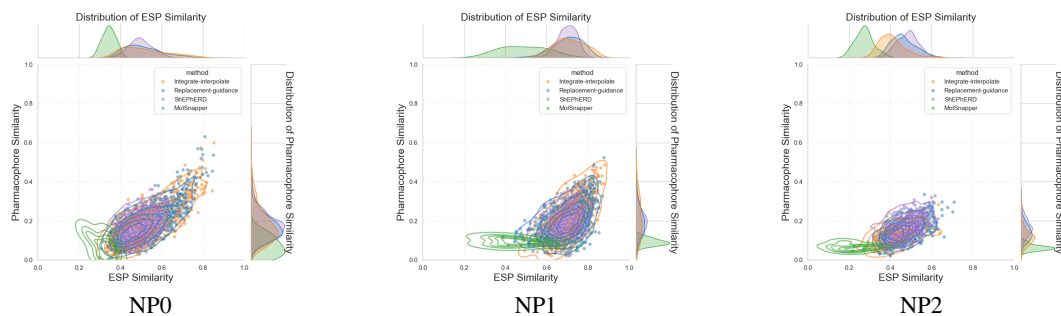 Distribution of ESP Similarity
method
Integrate-interpolate
Replacement-guidance
ShEPhERD
MolSnapper
1.0
0.8
0.6
0.4
0.2
0.0
Pharmacophore Similarity
0.0 0.2 0.4 0.6 0.8 1.0
ESP Similarity
Distribution of Pharmacophore Similarity
NP0
Distribution of ESP Similarity
method
Integrate-interpolate
Replacement-guidance
ShEPhERD
MolSnapper
1.0
0.8
0.6
0.4
0.2
0.0
Pharmacophore Similarity
0.0 0.2 0.4 0.6 0.8 1.0
ESP Similarity
Distribution of Pharmacophore Similarity
NP1
Distribution of ESP Similarity
method
Integrate-interpolate
Replacement-guidance
ShEPhERD
MolSnapper
1.0
0.8
0.6
0.4
0.2
0.0
Pharmacophore Similarity
0.0 0.2 0.4 0.6 0.8 1.0
ESP Similarity
Distribution of Pharmacophore Similarity
NP2